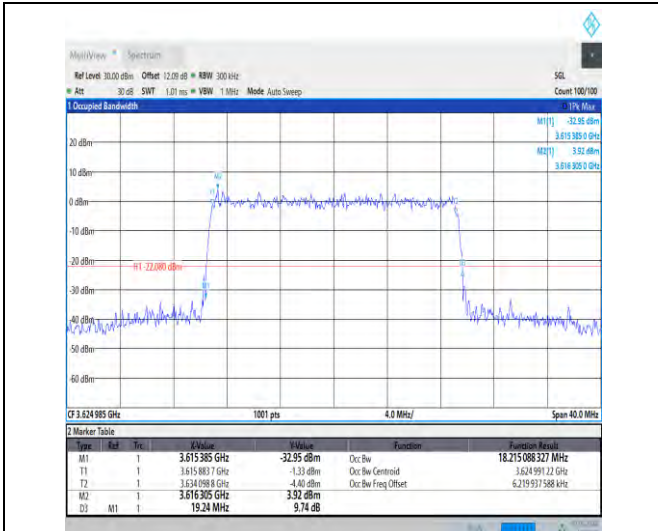 MultiView Spectrum
Ref Level 30.00 dBm Offset 12.09 dB RBW 300 kHz SGL
Att 30 dB SWT 1.01 ms VBW 1 MHz Mode Auto Sweep Count 100/100
1 Occupied Bandwidth 1Pk Max
M1[1] -32.95 dBm
3.615 385 0 GHz
20 dBm M2[1] 3.92 dBm
3.616 305 0 GHz
10 dBm
M2
0 dBm
-10 dBm
-20 dBm
H1 -22.080 dBm
-30 dBm
-40 dBm
-50 dBm
-60 dBm
CF 3.624 985 GHz 1001 pts 4.0 MHz/ Span 40.0 MHz
2 Marker Table
Type Ref Trc X-Value Y-Value Function Function Result
M1 1 3.615385 GHz -32.95 dBm Occ Bw 18.215 088 327 MHz
T1 1 3.615 883 7 GHz -1.33 dBm Occ Bw Centroid 3.624 991 22 GHz
T2 1 3.634 098 8 GHz -4.40 dBm Occ Bw Freq Offset 6.219 937 588 kHz
M2 1 3.616305 GHz 3.92 dBm
D3 M1 1 19.24 MHz 9.74 dB